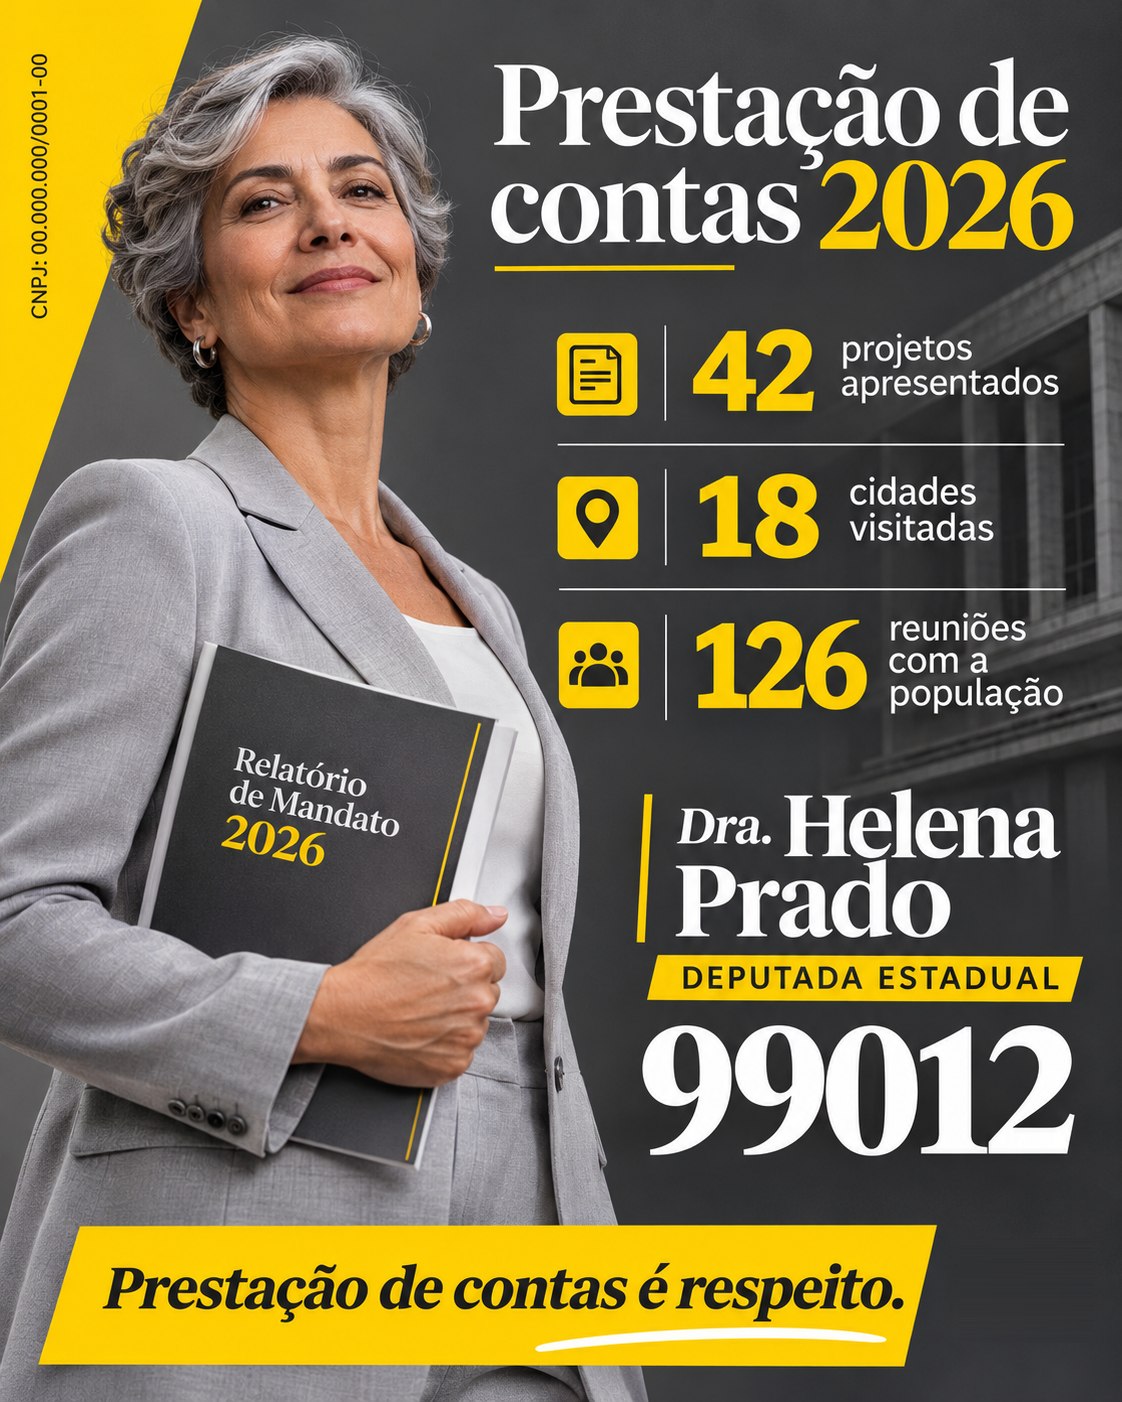 CNPJ: 00.000.000/0001-00
Prestação de
contas 2026
42 projetos
apresentados
18 cidades
visitadas
126 reuniões
com a
população
Relatório
de Mandato
2026
Dra. Helena
Prado
DEPUTADA ESTADUAL
99012
Prestação de contas é respeito.